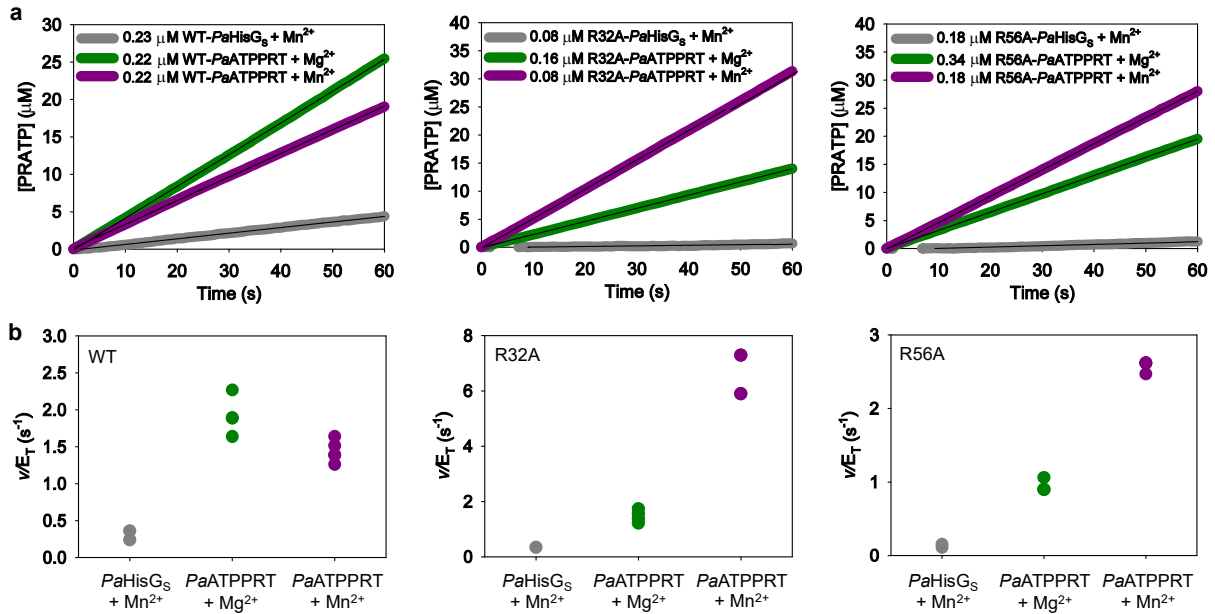 a
30
25
20
15
10
5
0
[PRATP] (μM)
0.23 μM WT-PaHisGS + Mn2+
0.22 μM WT-PaATPPRT + Mg2+
0.22 μM WT-PaATPPRT + Mn2+
0 10 20 30 40 50 60
Time (s)
40
35
30
25
20
15
10
5
0
[PRATP] (μM)
0.08 μM R32A-PaHisGS + Mn2+
0.16 μM R32A-PaATPPRT + Mg2+
0.08 μM R32A-PaATPPRT + Mn2+
0 10 20 30 40 50 60
Time (s)
40
35
30
25
20
15
10
5
0
[PRATP] (μM)
0.18 μM R56A-PaHisGS + Mn2+
0.34 μM R56A-PaATPPRT + Mg2+
0.18 μM R56A-PaATPPRT + Mn2+
0 10 20 30 40 50 60
Time (s)
b
3.0
2.5
2.0
1.5
1.0
0.5
0.0
v/ET (s-1)
WT
PaHisGS PaATPPRT PaATPPRT
+ Mn2+ + Mg2+ + Mn2+
8
6
4
2
0
v/ET (s-1)
R32A
PaHisGS PaATPPRT PaATPPRT
+ Mn2+ + Mg2+ + Mn2+
3
2
1
0
v/ET (s-1)
R56A
PaHisGS PaATPPRT PaATPPRT
+ Mn2+ + Mg2+ + Mn2+